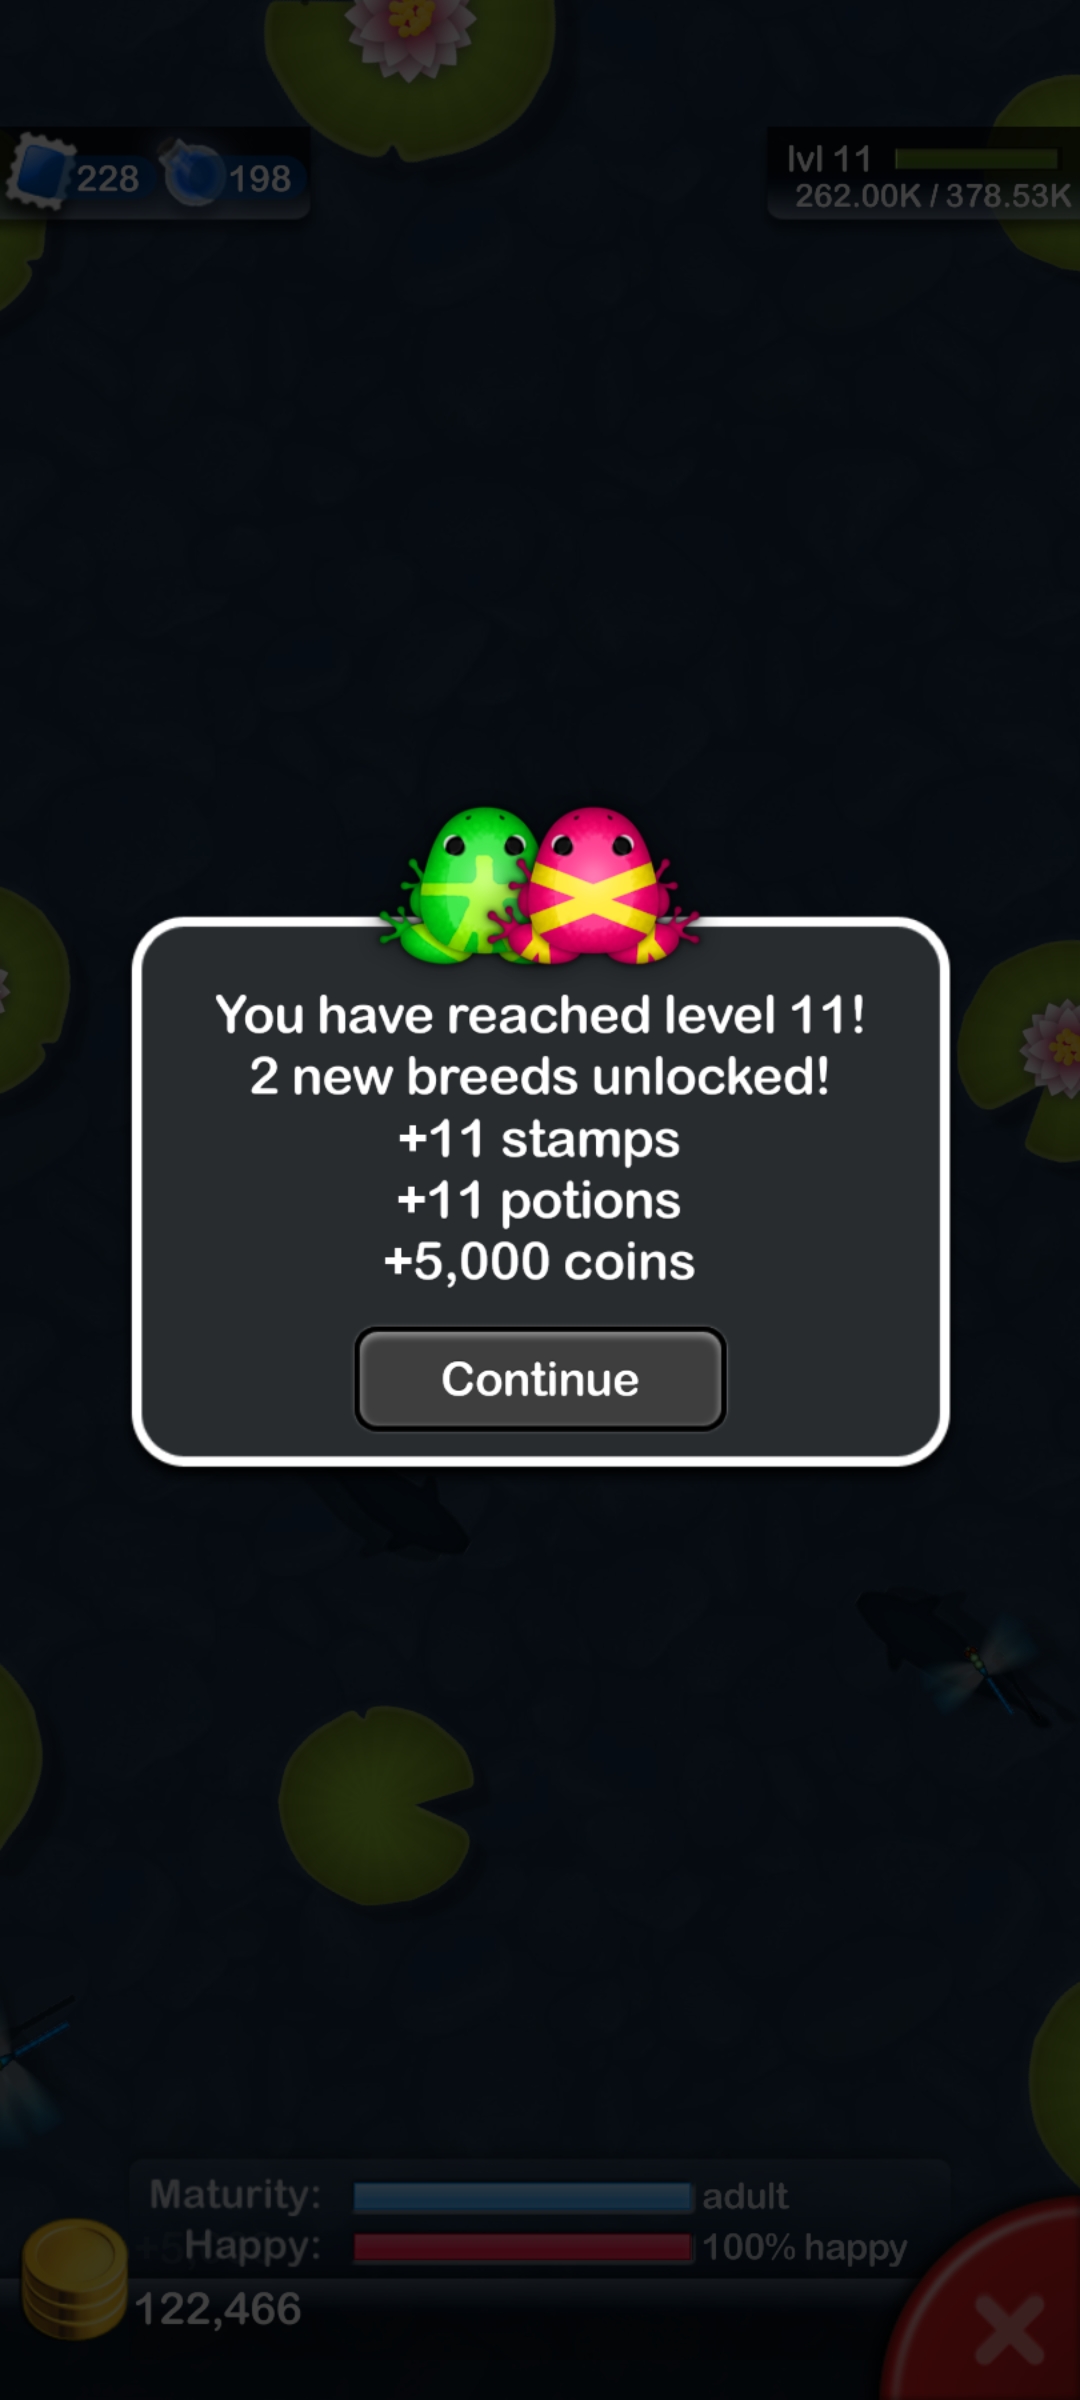 228
198
lvl 11
262.00K / 378.53K
You have reached level 11!
2 new breeds unlocked!
+11 stamps
+11 potions
+5,000 coins
Continue
Maturity: adult
Happy: 100% happy
122,466